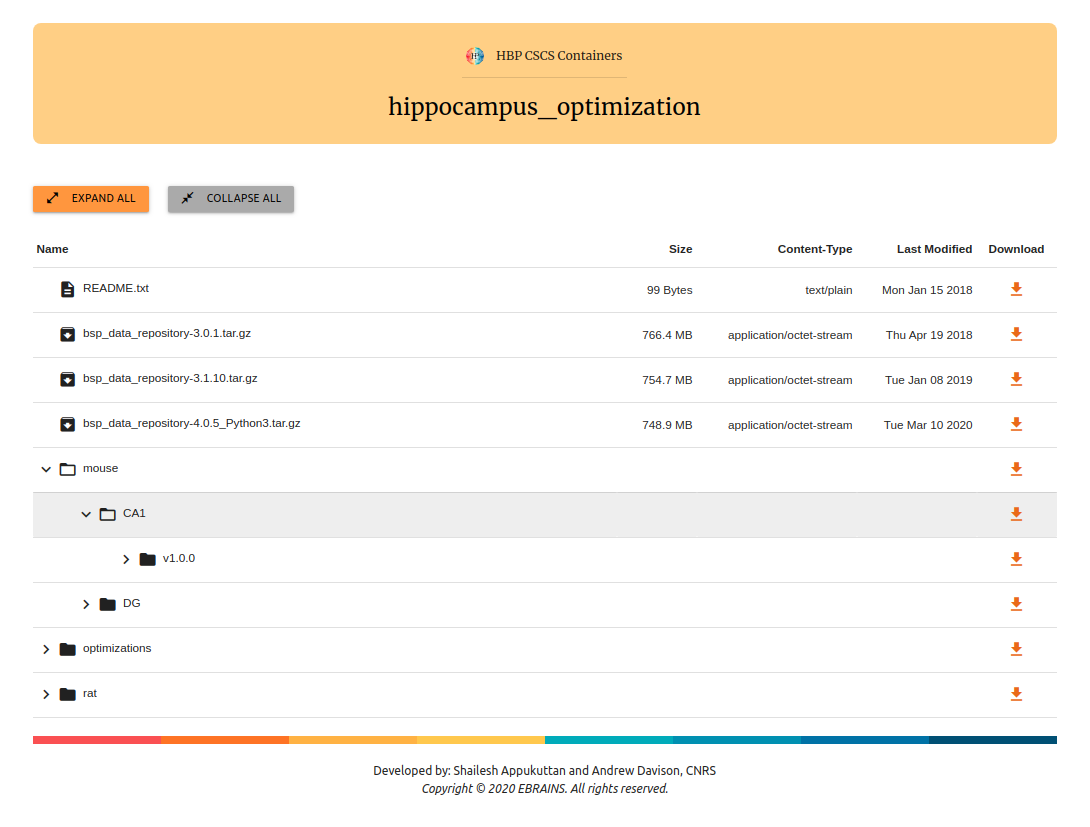 HBP CSCS Containers
hippocampus_optimization
EXPAND ALL COLLAPSE ALL
Name Size Content-Type Last Modified Download
README.txt 99 Bytes text/plain Mon Jan 15 2018
bsp_data_repository-3.0.1.tar.gz 766.4 MB application/octet-stream Thu Apr 19 2018
bsp_data_repository-3.1.10.tar.gz 754.7 MB application/octet-stream Tue Jan 08 2019
bsp_data_repository-4.0.5_Python3.tar.gz 748.9 MB application/octet-stream Tue Mar 10 2020
mouse
CA1
v1.0.0
DG
optimizations
rat
Developed by: Shailesh Appukuttan and Andrew Davison, CNRS
Copyright © 2020 EBRAINS. All rights reserved.